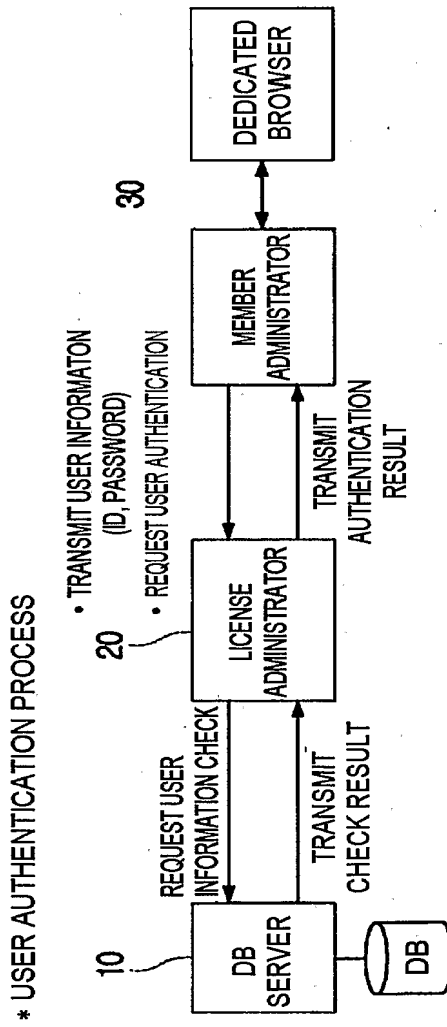 * USER AUTHENTICATION PROCESS
10
20
30
• TRANSMIT USER INFORMATON
(ID, PASSWORD)
• REQUEST USER AUTHENTICATION
REQUEST USER
INFORMATION CHECK
DB
SERVER
LICENSE
ADMINISTRATOR
MEMBER
ADMINISTRATOR
DEDICATED
BROWSER
TRANSMIT
CHECK RESULT
TRANSMIT
AUTHENTICATION
RESULT
DB